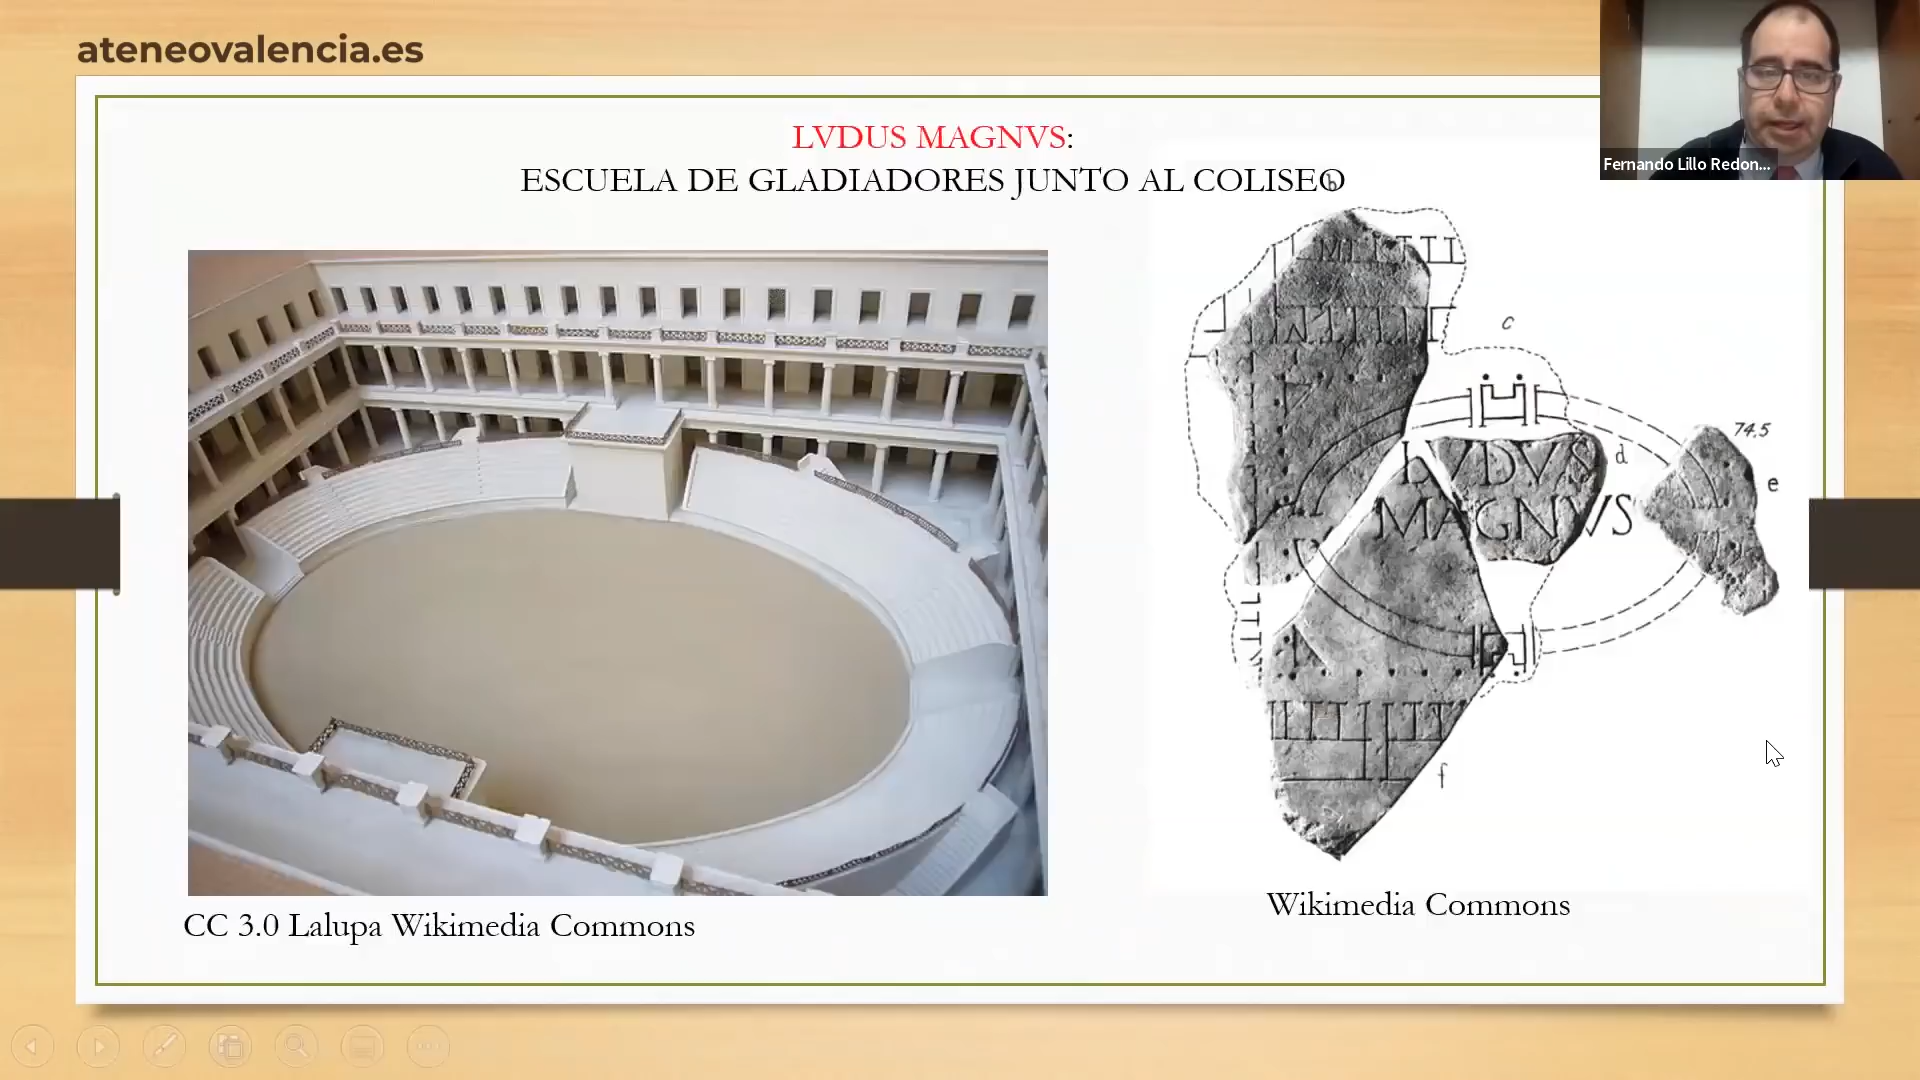 ateneovalencia.es
LVDUS MAGNVS:
ESCUELA DE GLADIADORES JUNTO AL COLISEO
Fernando Lillo Redon...
b
c
74,5
d
e
LVDVS
MAGNVS
f
CC 3.0 Lalupa Wikimedia Commons
Wikimedia Commons